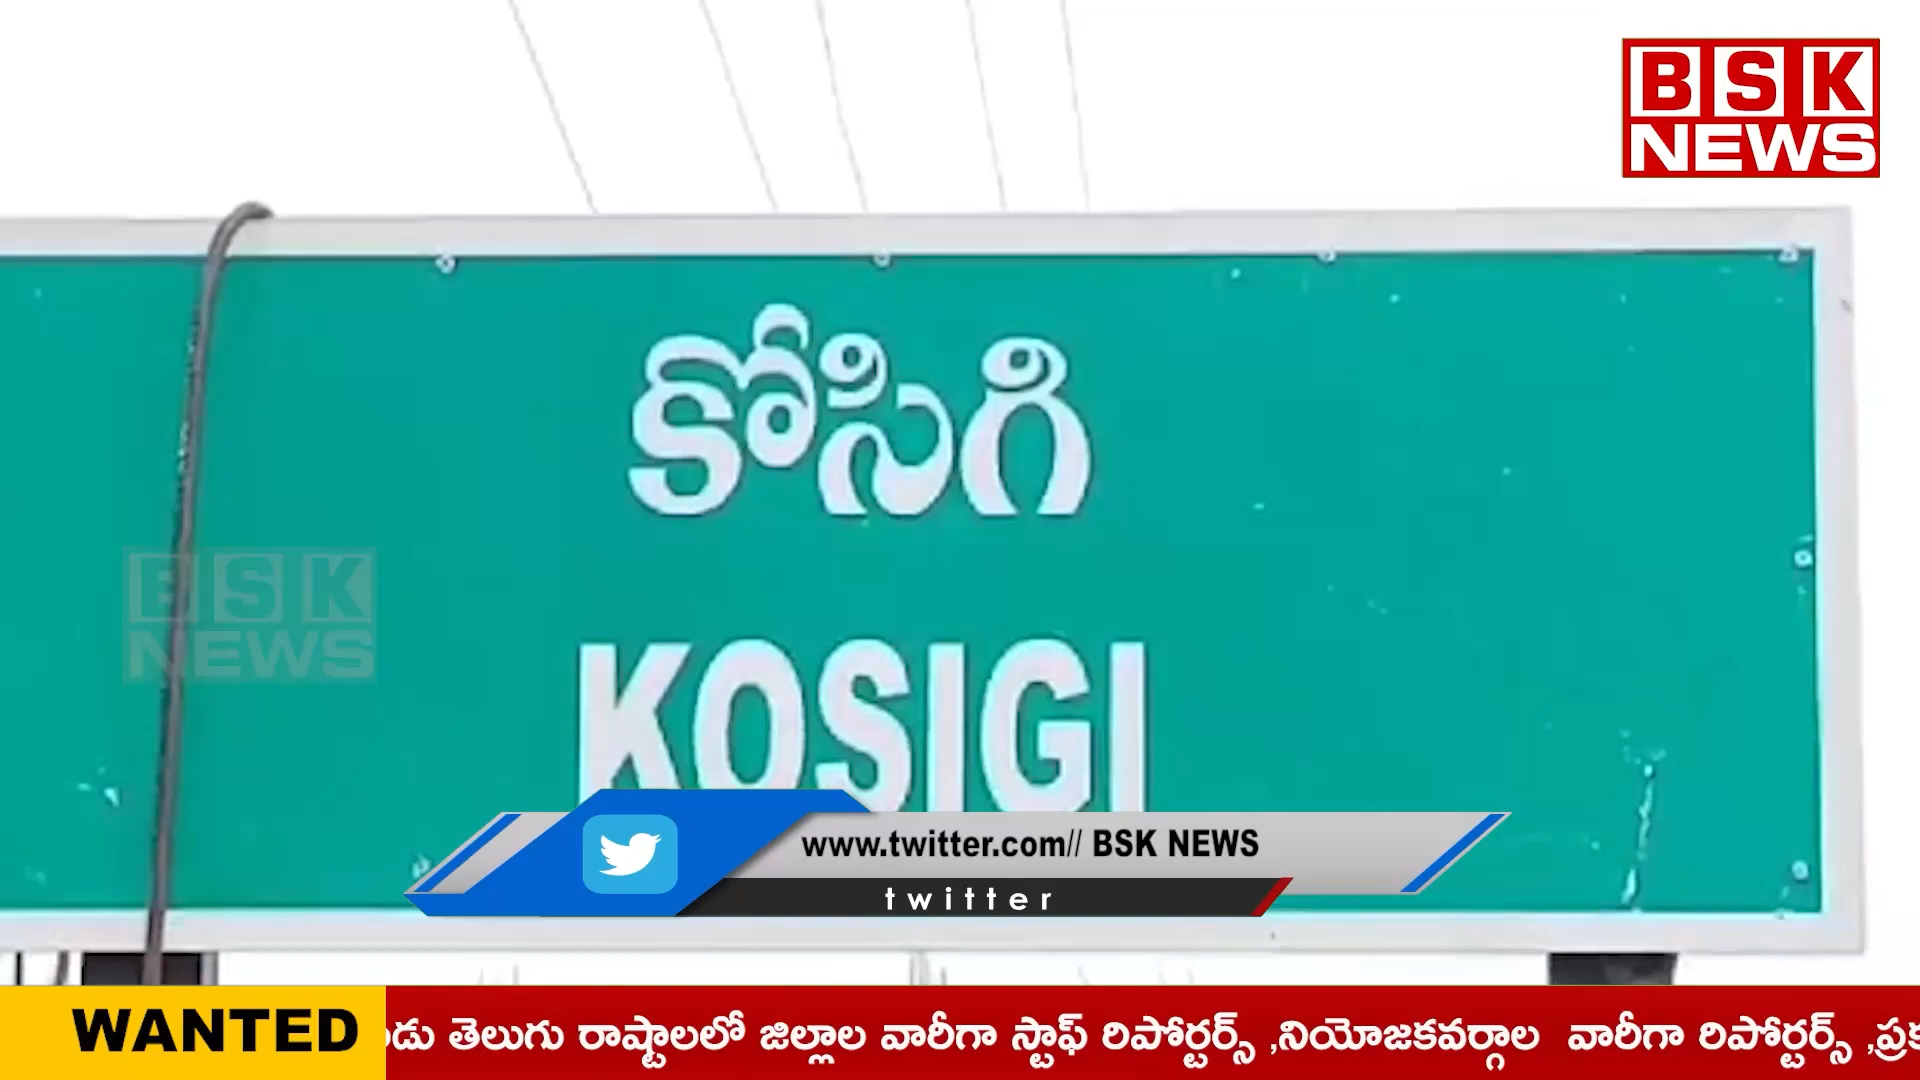 BSK
NEWS
కోసిగి
BSK
NEWS
KOSIGI
www.twitter.com// BSK NEWS
twitter
WANTED
తెలుగు రాష్ట్రాలలో జిల్లాల వారీగా స్టాఫ్ రిపోర్టర్స్ ,నియోజకవర్గాల వారీగా రిపోర్టర్స్